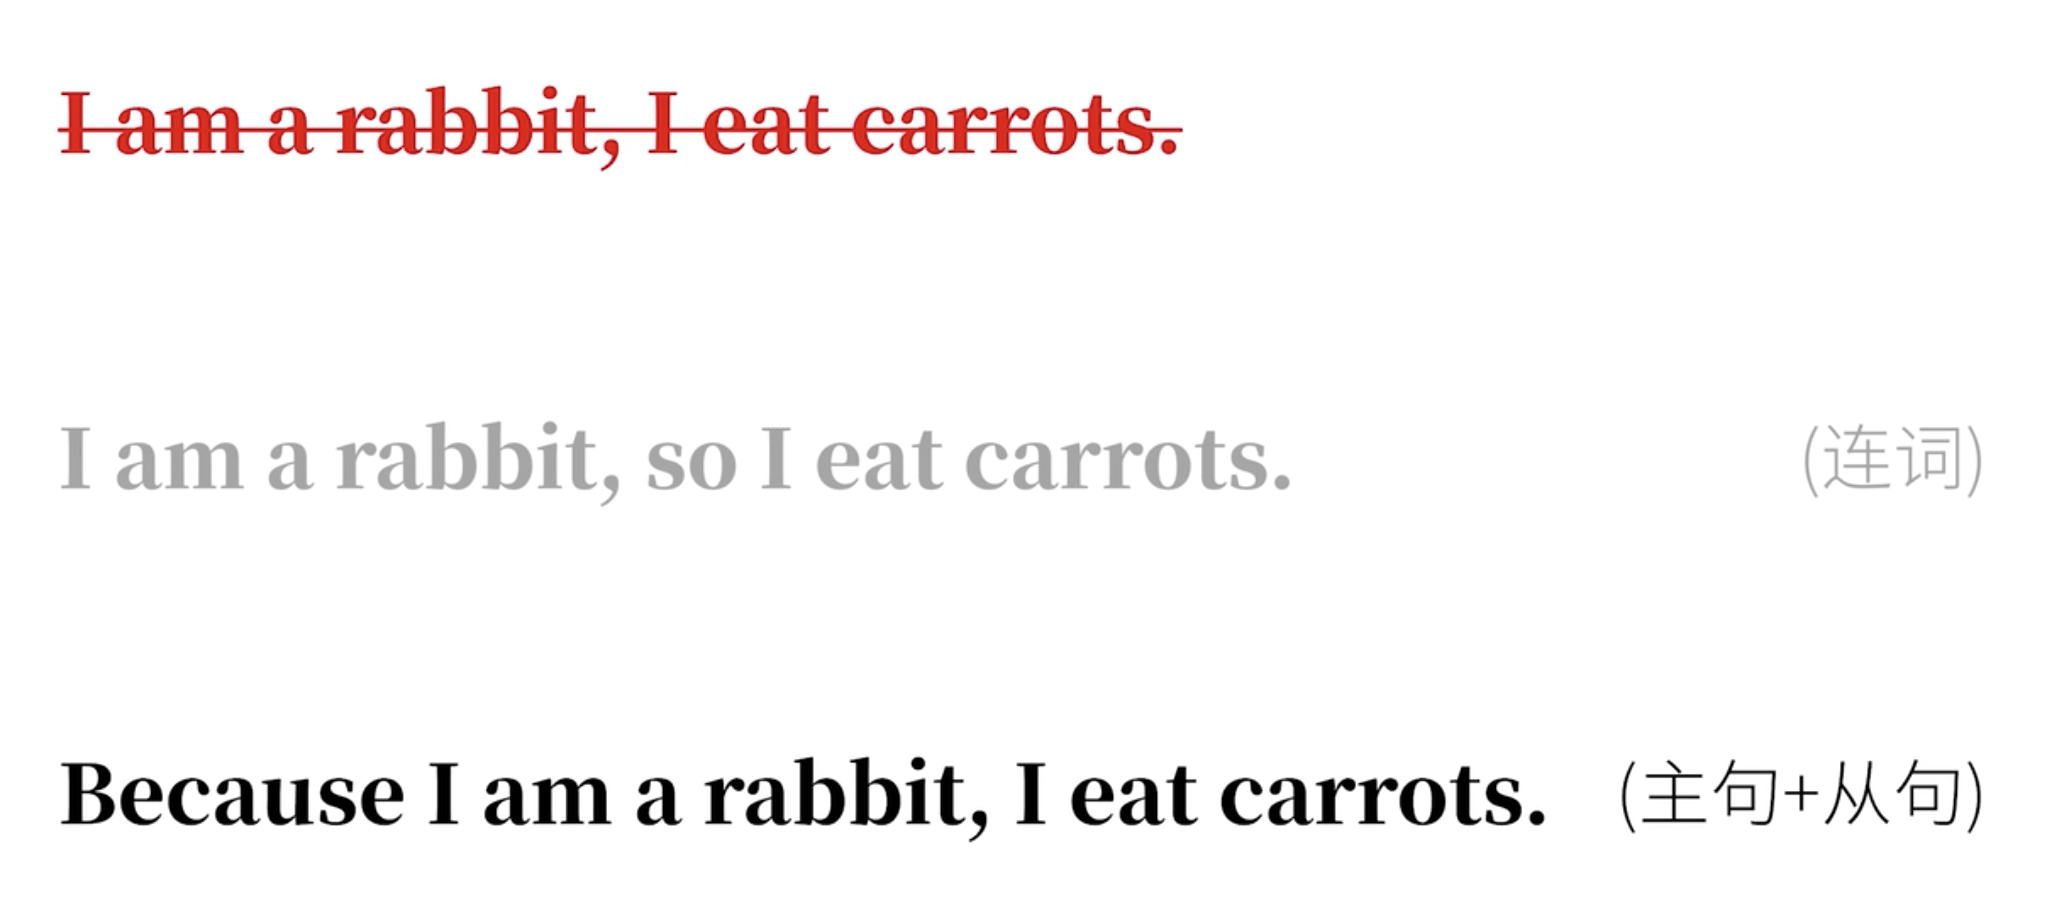 I am a rabbit, I eat carrots.
I am a rabbit, so I eat carrots. (连词)
Because I am a rabbit, I eat carrots. (主句+从句)